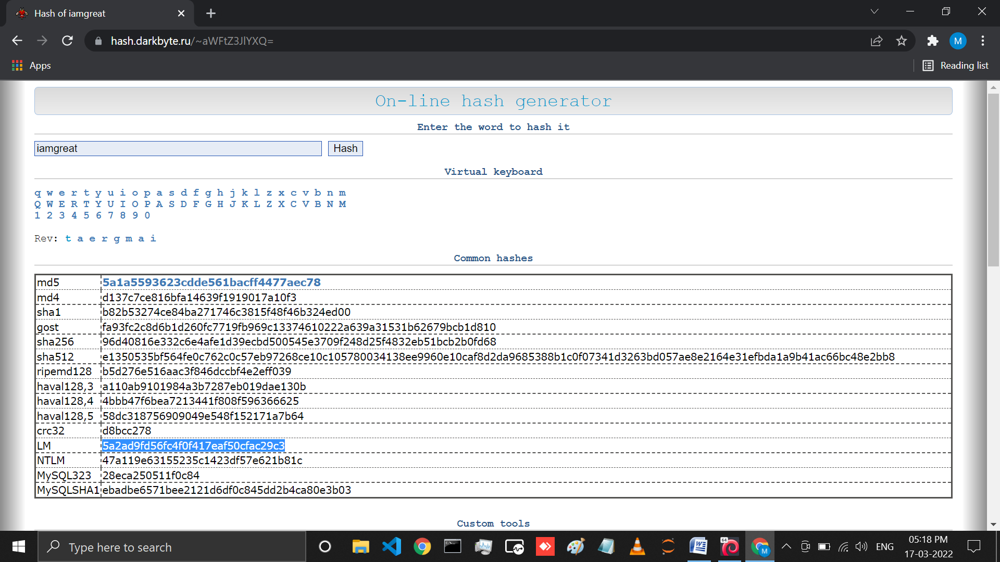 Hash of iamgreat
hash.darkbyte.ru/~aWFtZ3JlYXQ=
M
Apps
Reading list
On-line hash generator
Enter the word to hash it
iamgreat Hash
Virtual keyboard
q w e r t y u i o p a s d f g h j k l z x c v b n m
Q W E R T Y U I O P A S D F G H J K L Z X C V B N M
1 2 3 4 5 6 7 8 9 0
Rev: t a e r g m a i
Common hashes
md5 5a1a5593623cdde561bacff4477aec78
md4 d137c7ce816bfa14639f1919017a10f3
sha1 b82b53274ce84ba271746c3815f48f46b324ed00
gost fa93fc2c8d6b1d260fc7719fb969c13374610222a639a31531b62679bcb1d810
sha256 96d40816e332c6e4afe1d39ecbd500545e3709f248d25f4832eb51bcb2b0fd68
sha512 e1350535bf564fe0c762c0c57eb97268ce10c105780034138ee9960e10caf8d2da9685388b1c0f07341d3263bd057ae8e2164e31efbda1a9b41ac66bc48e2bb8
ripemd128 b5d276e516aac3f846dccbf4e2eff039
haval128,3 a110ab9101984a3b7287eb019dae130b
haval128,4 4bbb47f6bea7213441f808f596366625
haval128,5 58dc318756909049e548f152171a7b64
crc32 d8bcc278
LM 5a2ad9fd56fc4f0f417eaf50cfac29c3
NTLM 47a119e63155235c1423df57e621b81c
MySQL323 28eca250511f0c84
MySQLSHA1 ebadbe6571bee2121d6df0c845dd2b4ca80e3b03
Custom tools
Type here to search
64
M
ENG
05:18 PM
17-03-2022